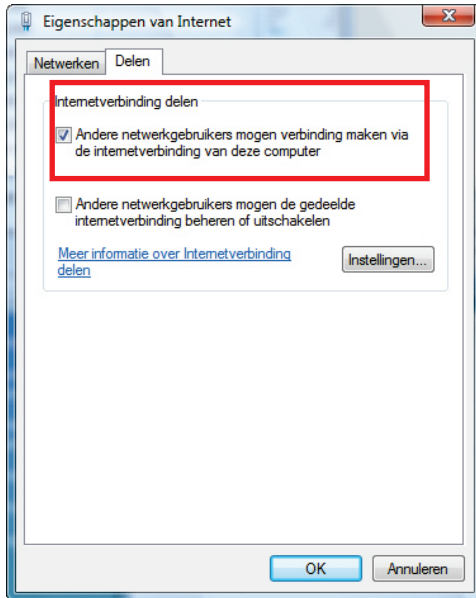 Eigenschappen van Internet
Netwerken Delen
Internetverbinding delen
Andere netwerkgebruikers mogen verbinding maken via
de internetverbinding van deze computer
Andere netwerkgebruikers mogen de gedeelde
internetverbinding beheren of uitschakelen
Meer informatie over Internetverbinding
delen
Instellingen...
OK Annuleren